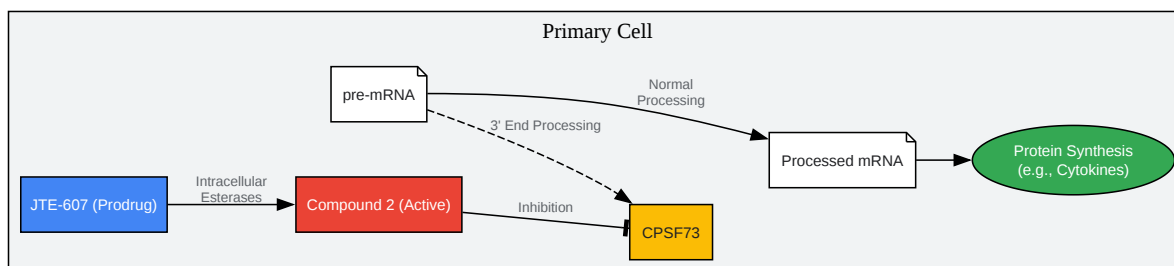 Primary Cell
pre-mRNA
Normal
Processing
3' End Processing
Processed mRNA
Protein Synthesis
(e.g., Cytokines)
JTE-607 (Prodrug)
Intracellular
Esterases
Compound 2 (Active)
Inhibition
CPSF73